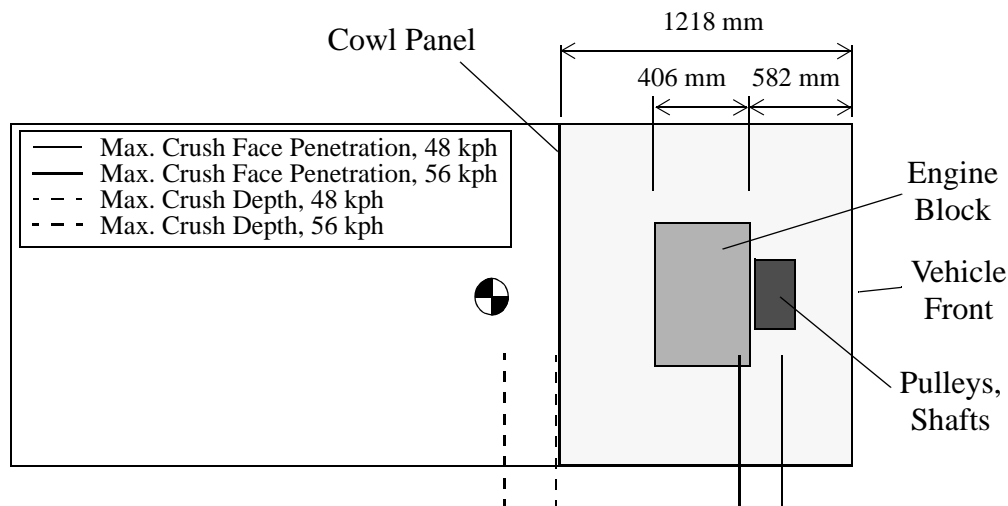 1218 mm
Cowl Panel
406 mm
582 mm
Max. Crush Face Penetration, 48 kph
Max. Crush Face Penetration, 56 kph
Max. Crush Depth, 48 kph
Max. Crush Depth, 56 kph
Engine
Block
Vehicle
Front
Pulleys,
Shafts